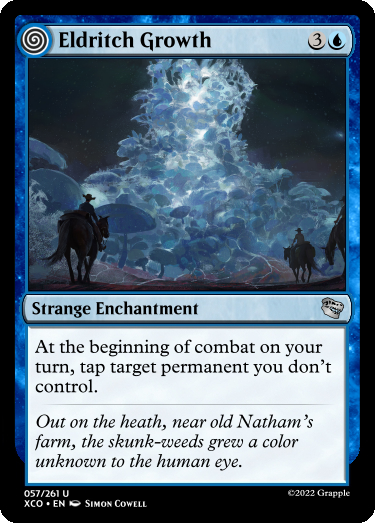 Eldritch Growth 3
Strange Enchantment
At the beginning of combat on your
turn, tap target permanent you don't
control.
Out on the heath, near old Natham's
farm, the skunk-weeds grew a color
unknown to the human eye.
057/261 U
XCO • EN Simon Cowell
©2022 Grapple